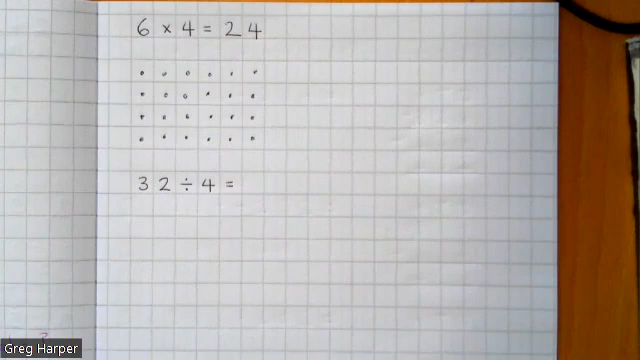 6 × 4 = 24
32 ÷ 4 =
Greg Harper